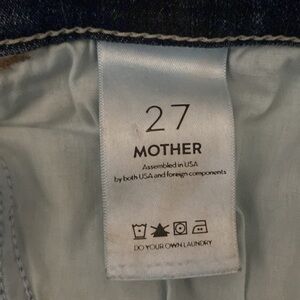 27
MOTHER
Assembled in USA
by both USA and foreign components
DO YOUR OWN LAUNDRY